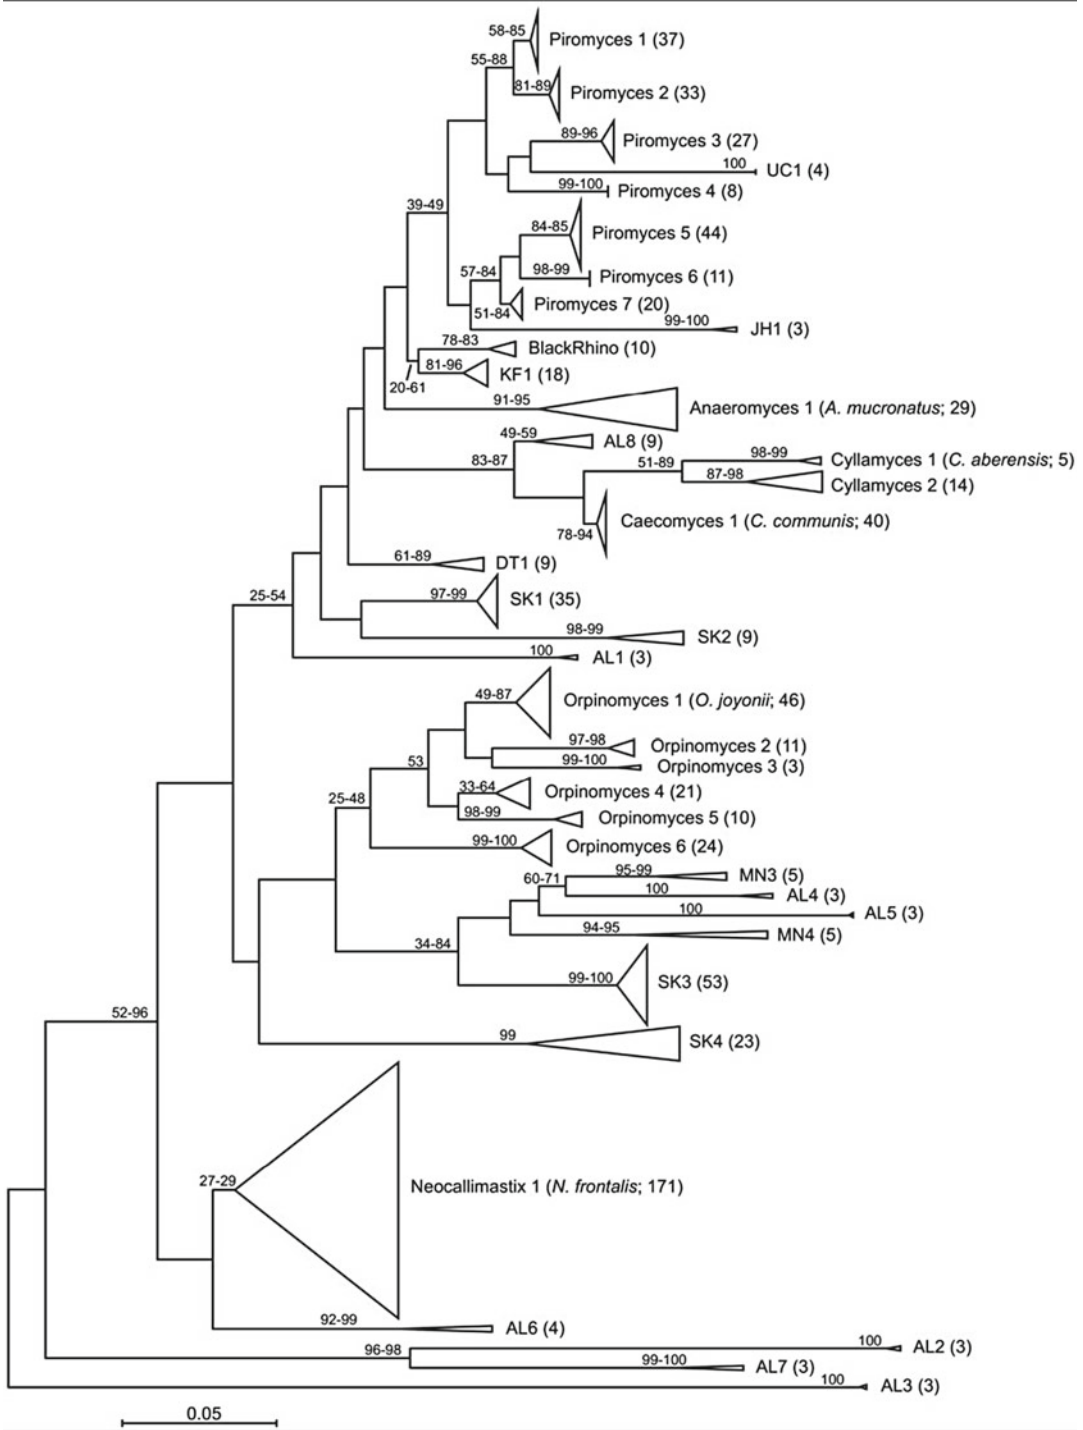 58-85
Piromyces 1 (37)
55-88
81-89
Piromyces 2 (33)
89-96
Piromyces 3 (27)
100
UC1 (4)
99-100
Piromyces 4 (8)
39-49
84-85
Piromyces 5 (44)
57-84
98-99
Piromyces 6 (11)
51-84
Piromyces 7 (20)
99-100
JH1 (3)
78-83
BlackRhino (10)
81-96
KF1 (18)
20-61
91-95
Anaeromyces 1 (A. mucronatus; 29)
49-59
AL8 (9)
83-87
51-89
98-99
Cyllamyces 1 (C. aberensis; 5)
87-98
Cyllamyces 2 (14)
Caecomyces 1 (C. communis; 40)
78-94
61-89
DT1 (9)
25-54
97-99
SK1 (35)
98-99
SK2 (9)
100
AL1 (3)
49-87
Orpinomyces 1 (O. joyonii; 46)
97-98
Orpinomyces 2 (11)
53
99-100
Orpinomyces 3 (3)
25-48
33-64
Orpinomyces 4 (21)
98-99
Orpinomyces 5 (10)
99-100
Orpinomyces 6 (24)
60-71
95-99
MN3 (5)
100
AL4 (3)
100
AL5 (3)
94-95
MN4 (5)
34-84
99-100
SK3 (53)
52-96
99
SK4 (23)
27-29
Neocallimastix 1 (N. frontalis; 171)
92-99
AL6 (4)
96-98
100
AL2 (3)
99-100
AL7 (3)
100
AL3 (3)
0.05